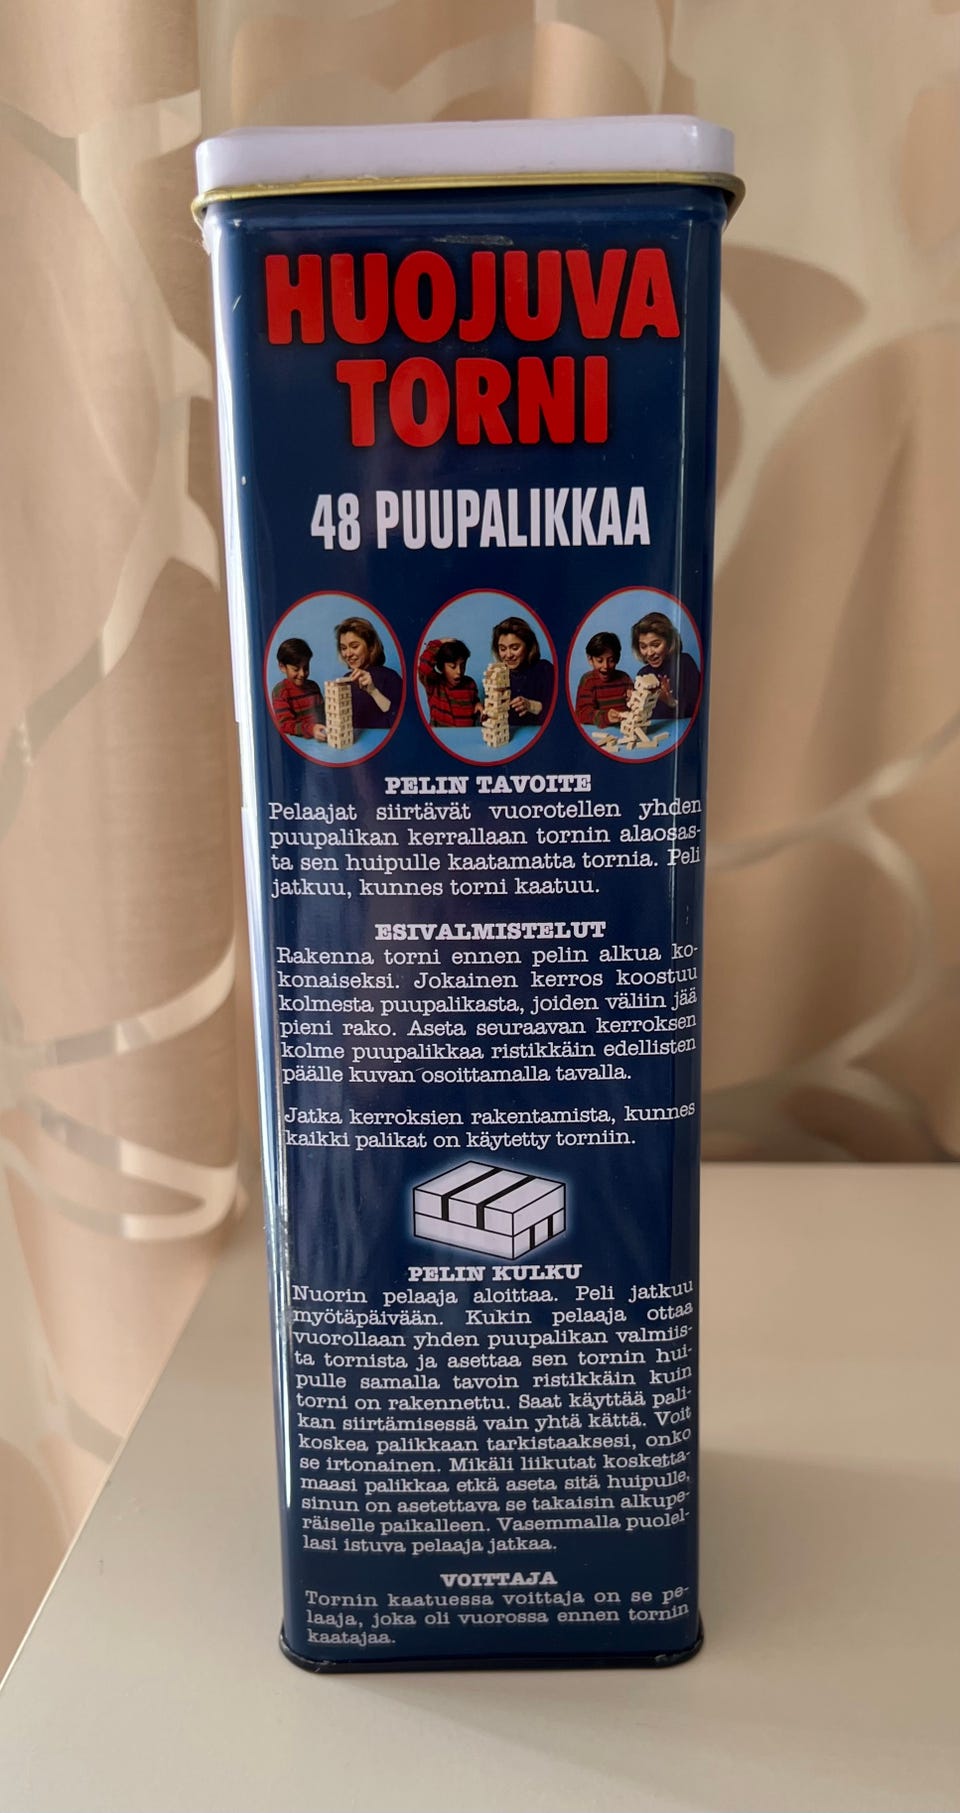 HUOJUVA
TORNI
48 PUUPALIKKAA
PELIN TAVOITE
Pelaajat siirtävät vuorotellen yhden
puupalikan kerrallaan tornin alaosas-
ta sen huipulle kaatamatta tornia. Peli
jatkuu, kunnes torni kaatuu.
ESIVALMISTELUT
Rakenna torni ennen pelin alkua ko-
konaiseksi. Jokainen kerros koostuu
kolmesta puupalikasta, joiden väliin jää
pieni rako. Aseta seuraavan kerroksen
kolme puupalikkaa ristikkäin edellisten
päälle kuvan osoittamalla tavalla.
Jatka kerroksien rakentamista, kunnes
kaikki palikat on käytetty torniin.
PELIN KULKU
Nuorin pelaaja aloittaa. Peli jatkuu
myötäpäivään. Kukin pelaaja ottaa
vuorollaan yhden puupalikan valmiis-
ta tornista ja asettaa sen tornin hui-
pulle samalla tavoin ristikkäin kuin
torni on rakennettu. Saat käyttää pali-
kan siirtämisessä vain yhtä kättä. Voit
koskea palikkaan tarkistaaksesi, onko
se irtonainen. Mikäli liikutat kosketta-
maasi palikkaa etkä aseta sitä huipulle,
sinun on asetettava se takaisin alkupe-
räiselle paikalleen. Vasemmalla puolel-
lasi istuva pelaaja jatkaa.
VOITTAJA
Tornin kaatuessa voittaja on se pe-
laaja, joka oli vuorossa ennen tornin
kaatajaa.